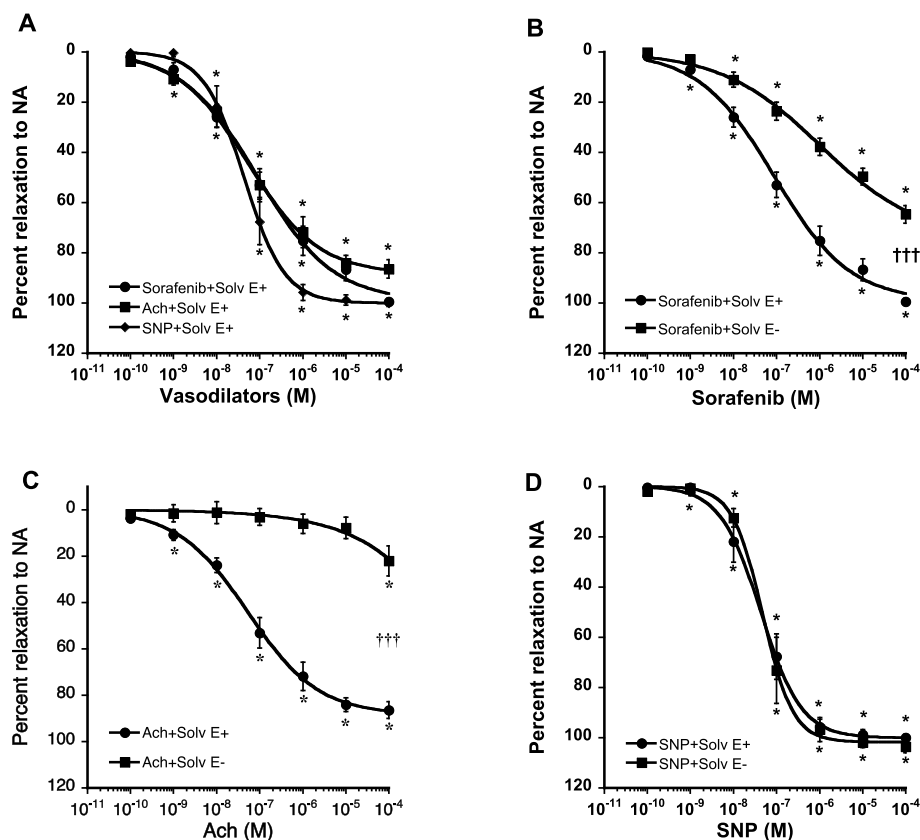 A
0
20
40
60
80
100
120
Percent relaxation to NA
Sorafenib+Solv E+
Ach+Solv E+
SNP+Solv E+
* * * * * *
* * * * * * *
10-11 10-10 10-9 10-8 10-7 10-6 10-5 10-4
Vasodilators (M)
B
0
20
40
60
80
100
120
Percent relaxation to NA
* * * * *
* * * * * *
†††
Sorafenib+Solv E+
Sorafenib+Solv E-
10-11 10-10 10-9 10-8 10-7 10-6 10-5 10-4
Sorafenib (M)
C
0
20
40
60
80
100
120
Percent relaxation to NA
*
* * * * * *
†††
Ach+Solv E+
Ach+Solv E-
10-11 10-10 10-9 10-8 10-7 10-6 10-5 10-4
Ach (M)
D
0
20
40
60
80
100
120
Percent relaxation to NA
* * * * *
* * * * * *
SNP+Solv E+
SNP+Solv E-
10-11 10-10 10-9 10-8 10-7 10-6 10-5 10-4
SNP (M)